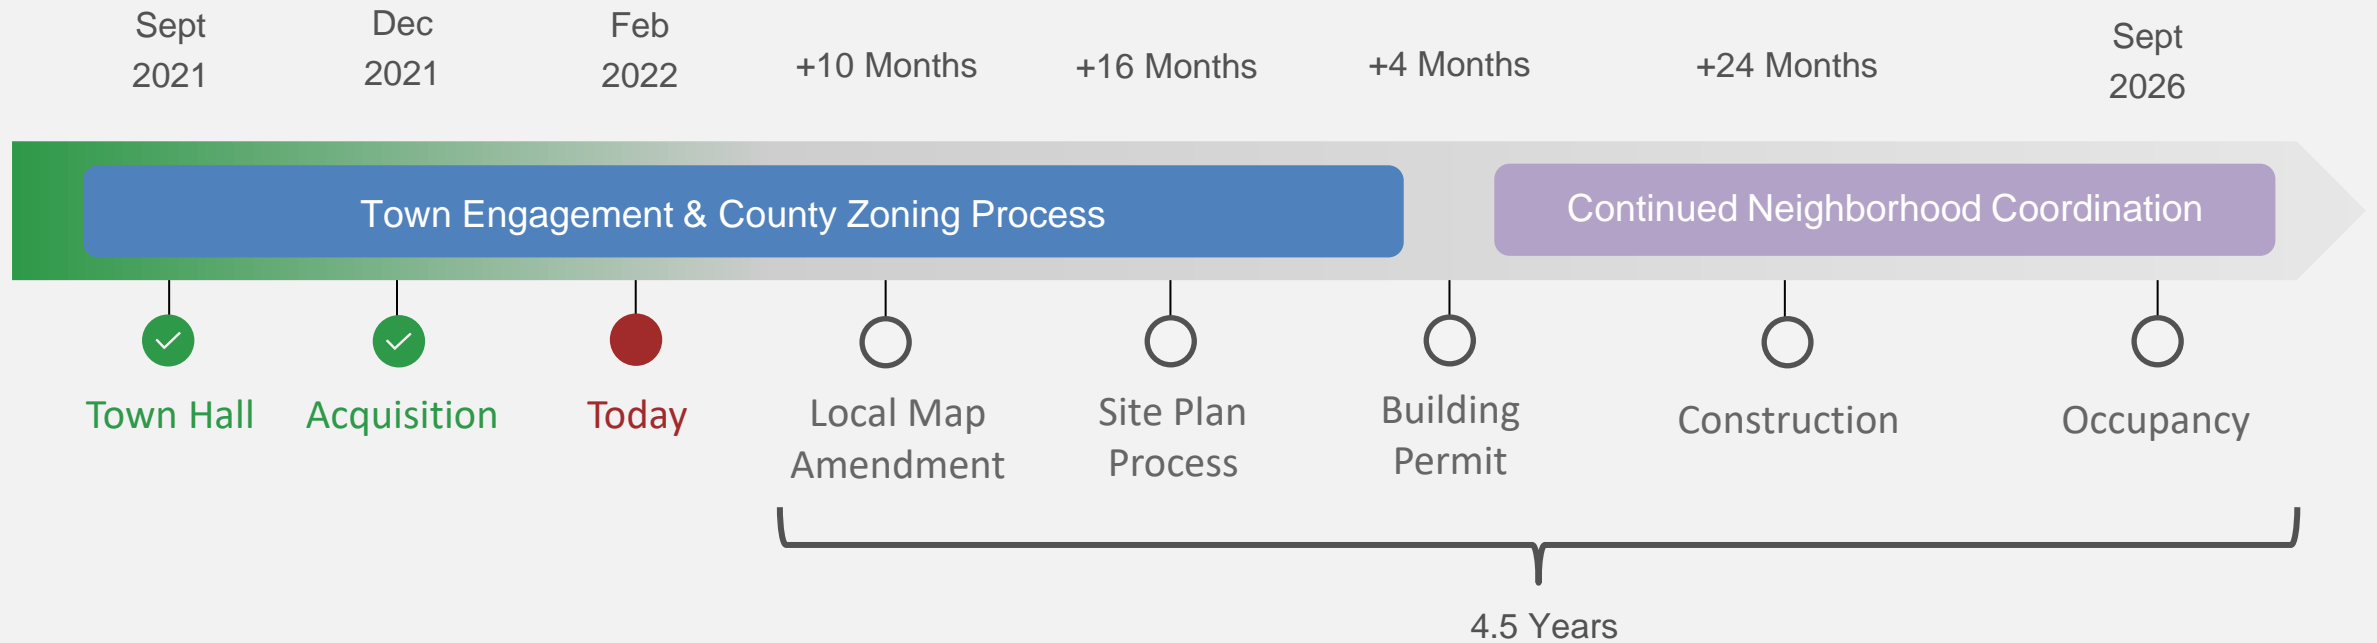 Sept
2021
Dec
2021
Feb
2022
+10 Months
+16 Months
+4 Months
+24 Months
Sept
2026
Town Engagement & County Zoning Process
Continued Neighborhood Coordination
Town Hall
Acquisition
Today
Local Map
Amendment
Site Plan
Process
Building
Permit
Construction
Occupancy
4.5 Years